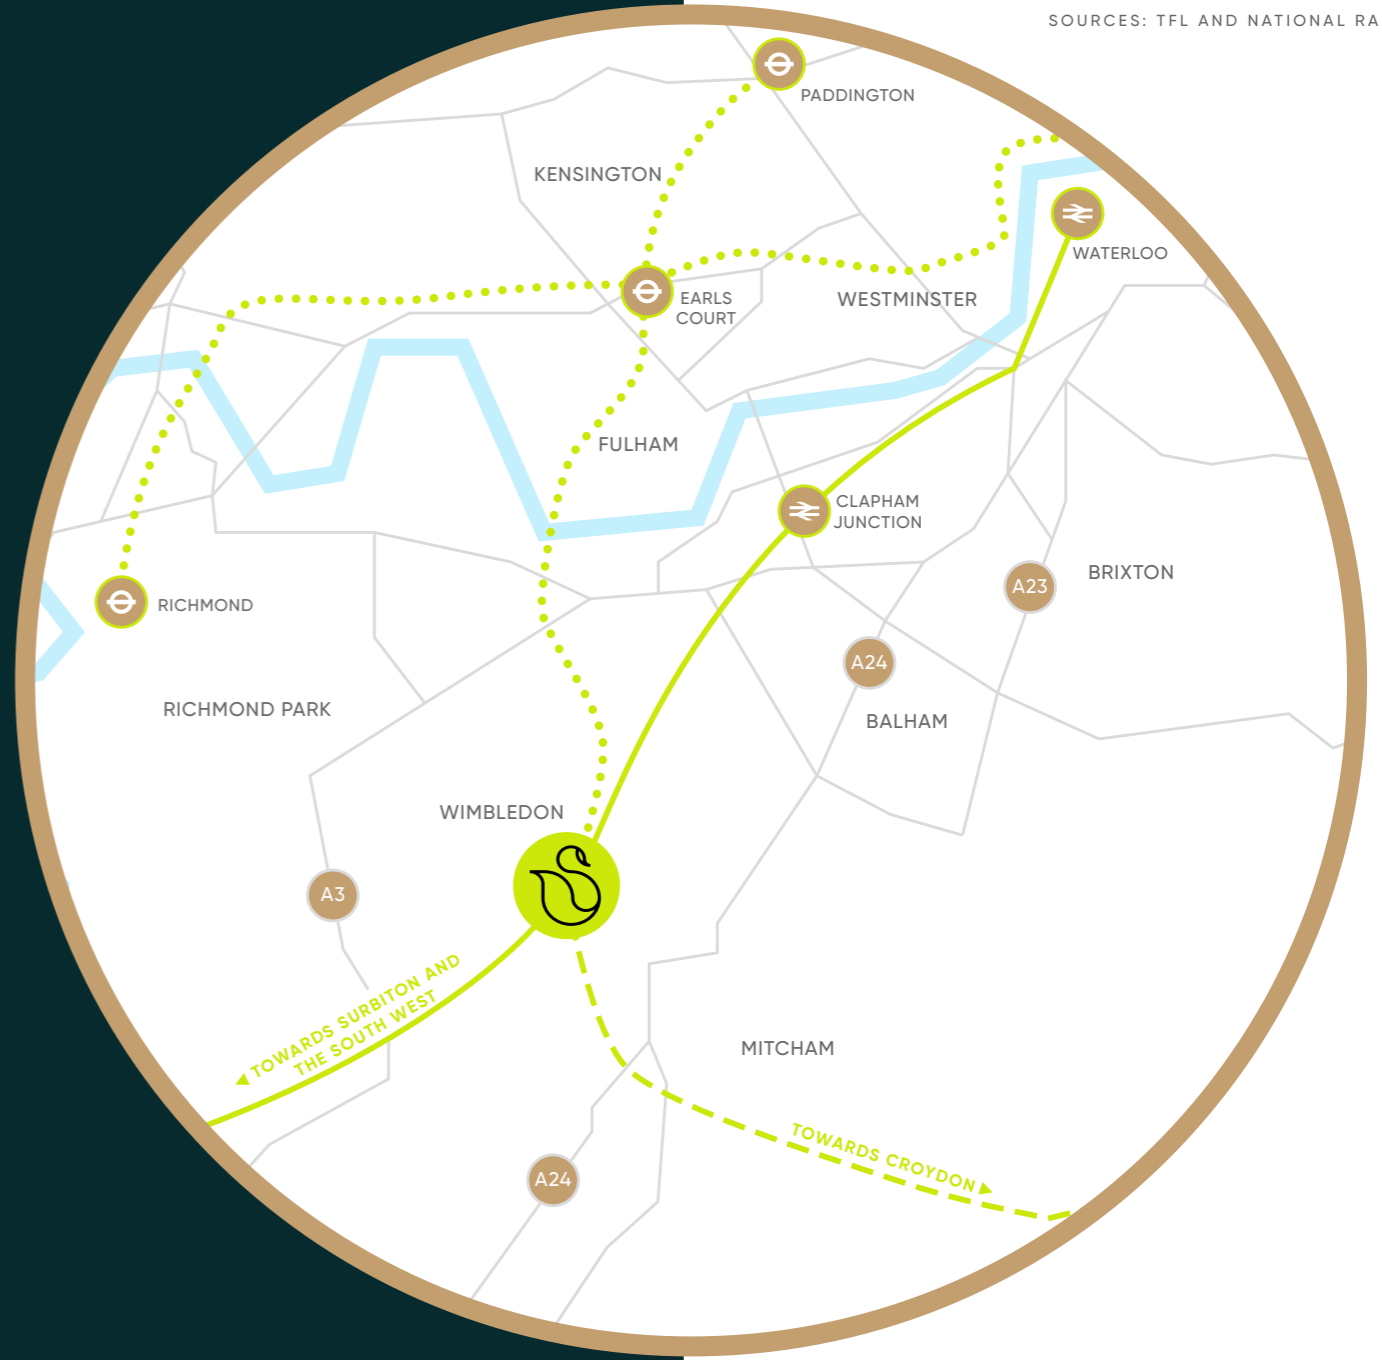 SOURCES: TFL AND NATIONAL RA
PADDINGTON
KENSINGTON
WATERLOO
EARLS
COURT
WESTMINSTER
FULHAM
CLAPHAM
JUNCTION
BRIXTON
A23
RICHMOND
A24
RICHMOND PARK
BALHAM
WIMBLEDON
A3
TOWARDS SURBITON AND
THE SOUTH WEST
MITCHAM
TOWARDS CROYDON
A24